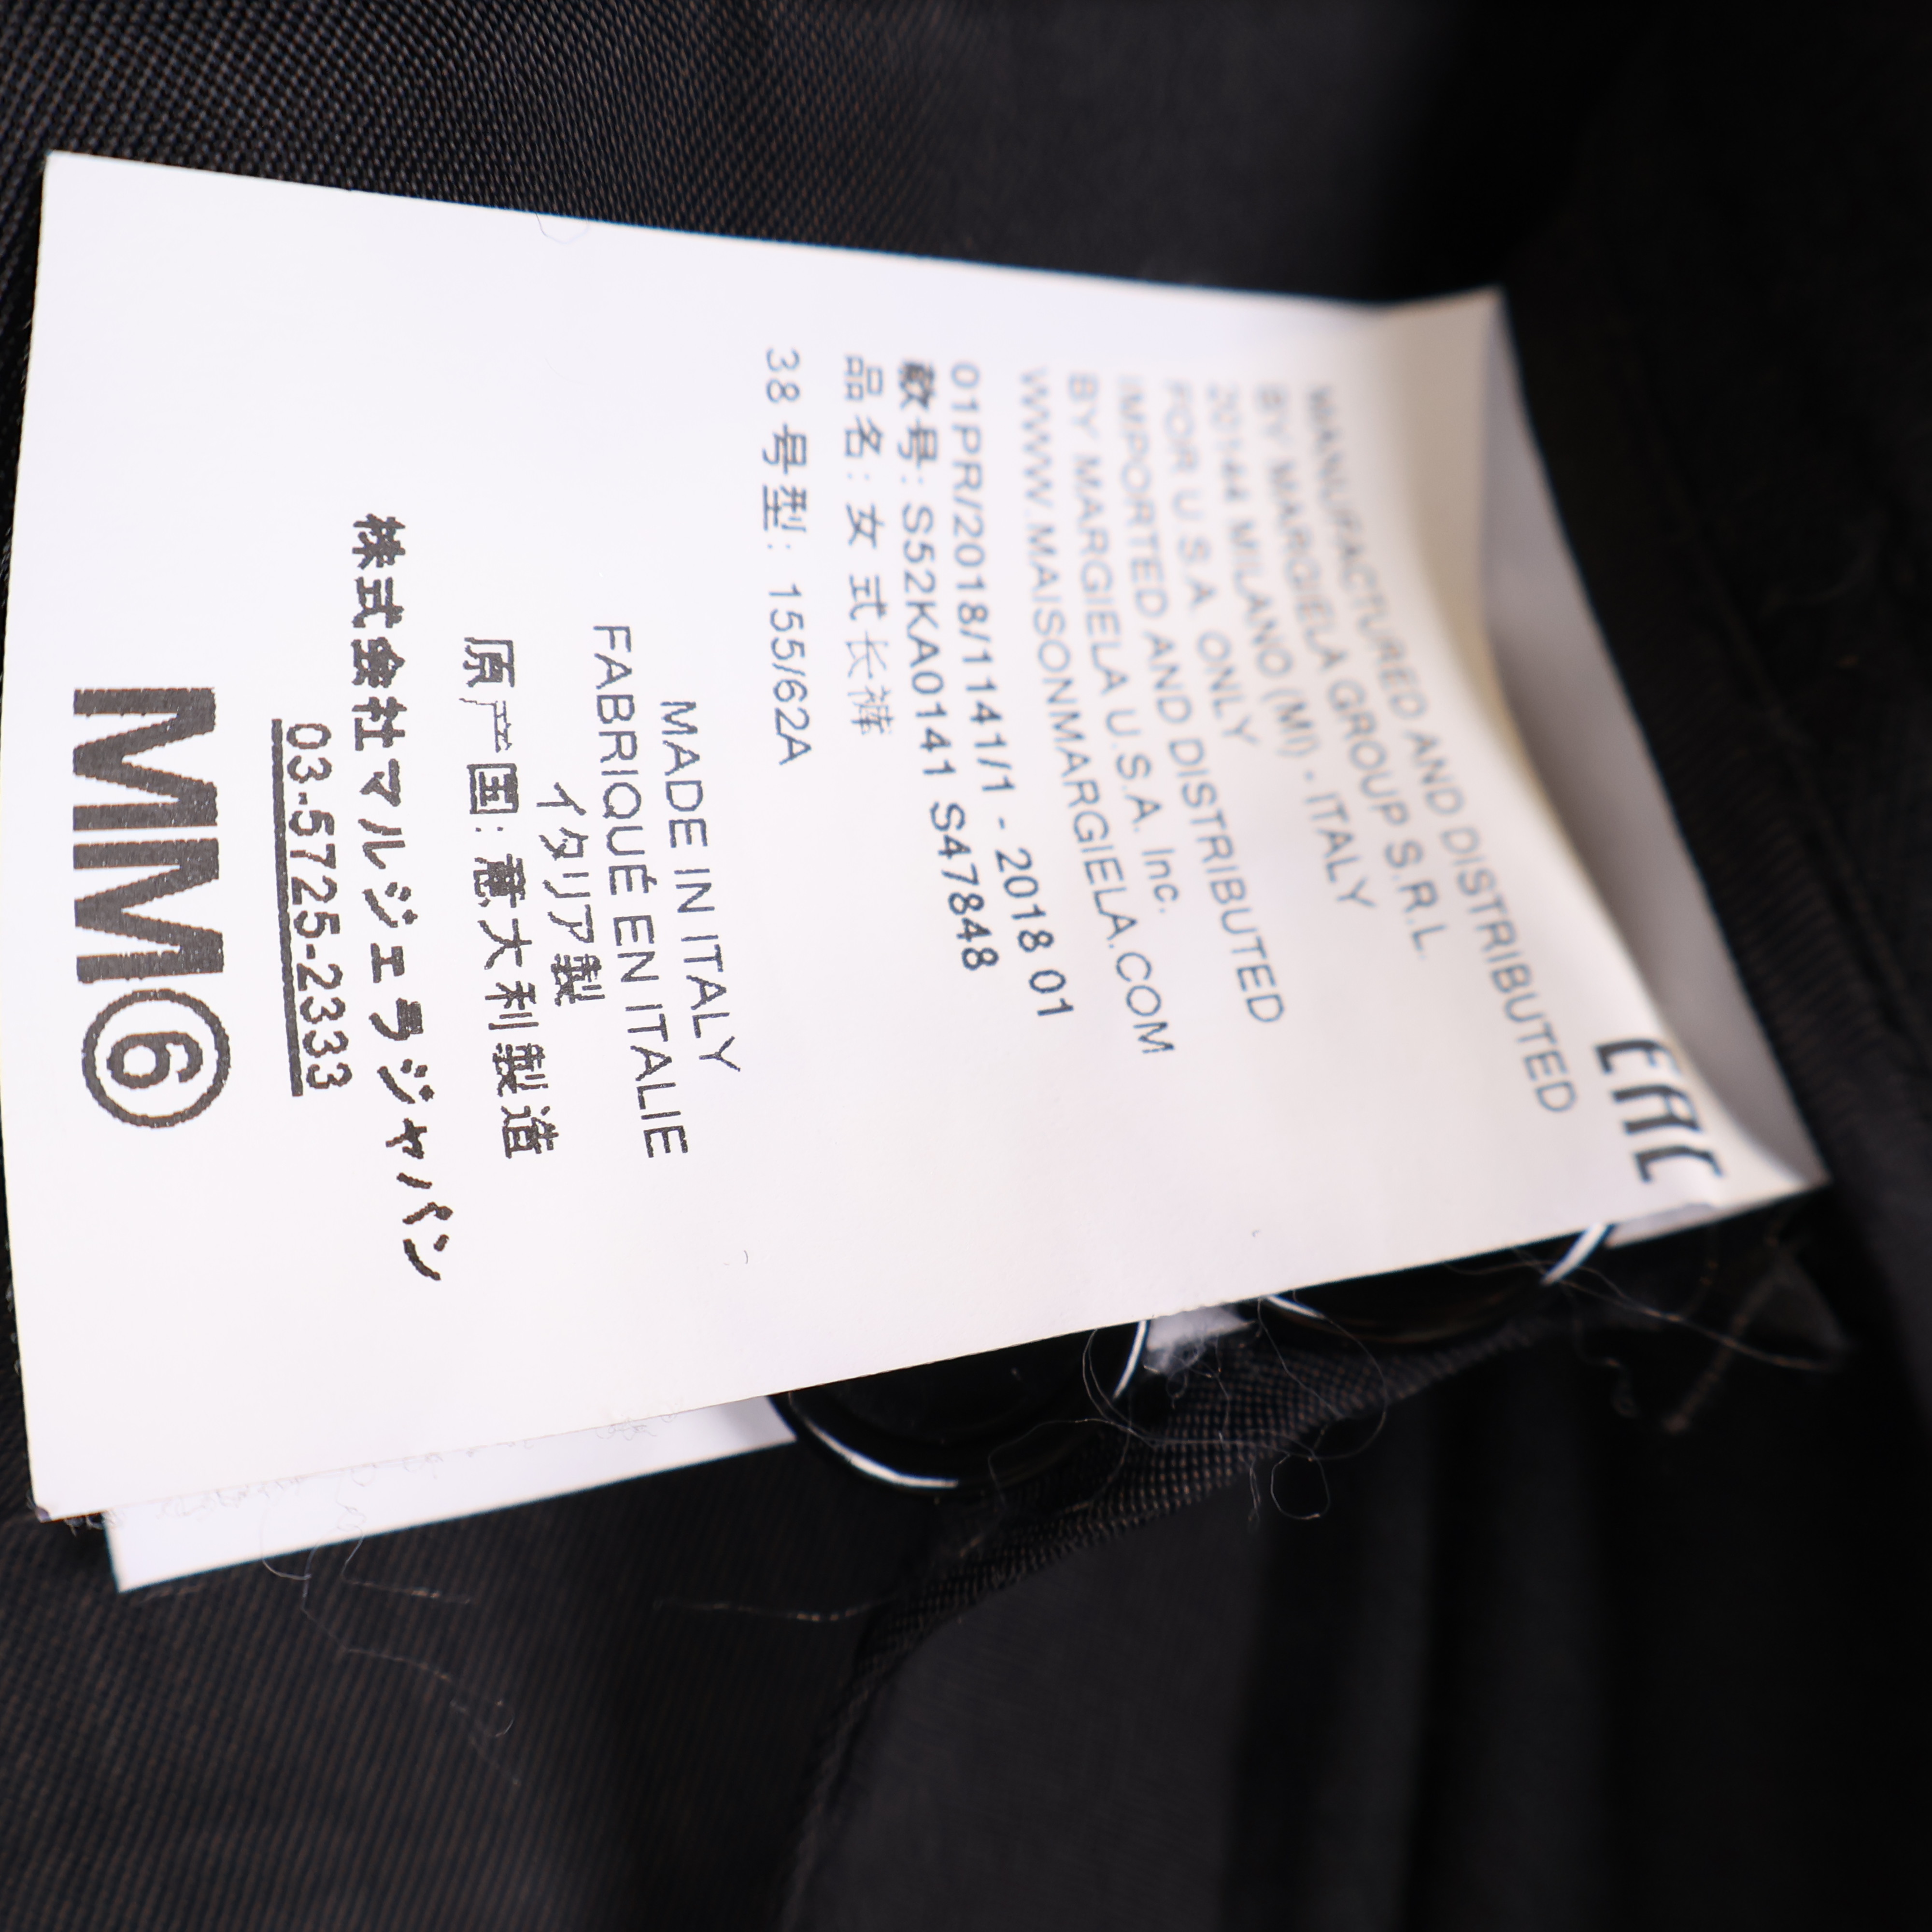 EAC
MANUFACTURED AND DISTRIBUTED
BY MARGIELA GROUP S.R.L.
20144 MILANO (MI) - ITALY
FOR U.S.A. ONLY
IMPORTED AND DISTRIBUTED
BY MARGIELA U.S.A. Inc.
WWW.MAISONMARGIELA.COM
01PR/2018/1141/1 - 2018 01
款号: S52KA0141 S47848
品名: 女式长裤
38 号型: 155/62A
MADE IN ITALY
FABRIQUÉ EN ITALIE
イタリア製
原产国: 意大利製造
株式会社マルジェラジャパン
03-5725-2333
MM⑥